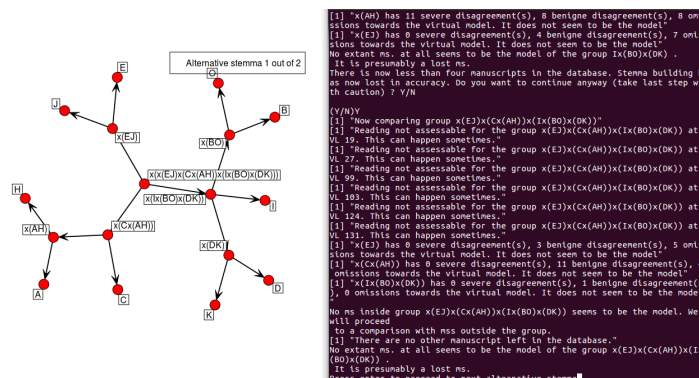 Alternative stemma 1 out of 2
E
O
J
B
x(EJ)
x(BO)
x(x(EJ)x(Cx(AH))x(Ix(BO)x(DK)))
H
x(Ix(BO)x(DK))
I
x(AH)
x(Cx(AH))
x(DK)
A
C
D
K
[1] "x(AH) has 11 severe disagreement(s), 8 benigne disagreement(s), 8 om
ssions towards the virtual model. It does not seem to be the model"
[1] "x(EJ) has 0 severe disagreement(s), 4 benigne disagreement(s), 7 omi
sions towards the virtual model. It does not seem to be the model"
No extant ms. at all seems to be the model of the group Ix(BO)x(DK) .
It is presumably a lost ms.
There is now less than four manuscripts in the database. Stemma building
as now lost in accuracy. Do you want to continue anyway (take last step w
th caution) ? Y/N
(Y/N)Y
[1] "Now comparing group x(EJ)x(Cx(AH))x(Ix(BO)x(DK))"
[1] "Reading not assessable for the group x(EJ)x(Cx(AH))x(Ix(BO)x(DK)) at
VL 19. This can happen sometimes."
[1] "Reading not assessable for the group x(EJ)x(Cx(AH))x(Ix(BO)x(DK)) at
VL 27. This can happen sometimes."
[1] "Reading not assessable for the group x(EJ)x(Cx(AH))x(Ix(BO)x(DK)) at
VL 99. This can happen sometimes."
[1] "Reading not assessable for the group x(EJ)x(Cx(AH))x(Ix(BO)x(DK)) at
VL 103. This can happen sometimes."
[1] "Reading not assessable for the group x(EJ)x(Cx(AH))x(Ix(BO)x(DK)) at
VL 124. This can happen sometimes."
[1] "Reading not assessable for the group x(EJ)x(Cx(AH))x(Ix(BO)x(DK)) at
VL 131. This can happen sometimes."
[1] "x(EJ) has 0 severe disagreement(s), 3 benigne disagreement(s), 5 omi
sions towards the virtual model. It does not seem to be the model"
[1] "x(Cx(AH)) has 0 severe disagreement(s), 11 benigne disagreement(s),
omissions towards the virtual model. It does not seem to be the model"
[1] "x(Ix(BO)x(DK)) has 0 severe disagreement(s), 1 benigne disagreement(
), 0 omissions towards the virtual model. It does not seem to be the mode
"
No ms inside group x(EJ)x(Cx(AH))x(Ix(BO)x(DK)) seems to be the model. We
will proceed
to a comparison with mss outside the group.
[1] "There are no other manuscript left in the database."
No extant ms. at all seems to be the model of the group x(EJ)x(Cx(AH))x(I
(BO)x(DK)) .
It is presumably a lost ms.
Press enter to proceed to next alternative stemma